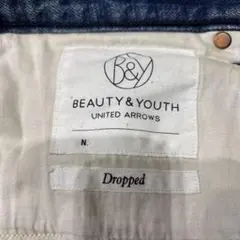 B&Y
BEAUTY & YOUTH
UNITED ARROWS
N.
Dropped